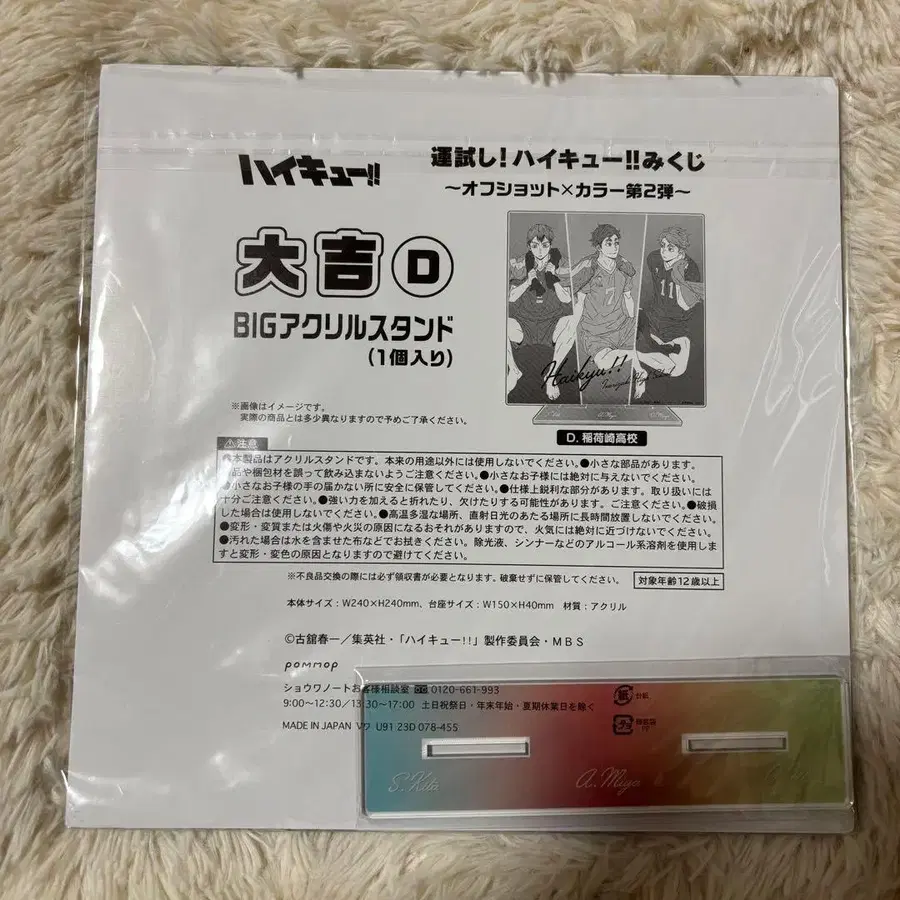 ハイキュー!!
運試し!ハイキュー!!みくじ
~オフショット×カラー第2弾~
大吉 D
BIGアクリルスタンド
(1個入り)
7
11
Haikyu!!
Inarizaki High School
D. 稲荷崎高校
※画像はイメージです。
実際の商品とは多少異なりますので予めご了承ください。
⚠注意
●本製品はアクリルスタンドです。本来の用途以外には使用しないでください。●小さな部品があります。
品や梱包材を誤って飲み込まないようご注意ください。●小さなお子様には絶対に与えないでください。
●小さなお子様の手の届かない所に安全に保管してください。●仕様上鋭利な部分があります。取り扱いには
十分ご注意ください。●強い力を加えると折れたり、欠けたりする可能性があります。ご注意ください。●破損
した場合は使用しないでください。●高温多湿な場所、直射日光のあたる場所に長時間放置しないでください。
●変形・変質または火傷や火災の原因になるおそれがありますので、火気には絶対に近づけないでください。
●汚れた場合は水を含ませた布などでお拭きください。除光液、シンナーなどのアルコール系溶剤を使用しま
すと変形・変色の原因となりますので避けてください。
※不良品交換の際には必ず領収書が必要となります。破棄せずに保管してください。
対象年齢12歳以上
本体サイズ:W240×H240mm、台座サイズ:W150×H40mm 材質:アクリル
©古舘春一/集英社・「ハイキュー!!」製作委員会・MBS
pommop
ショウワノートお客様相談室 0120-661-993
9:00~12:30/13:30~17:00 土日祝祭日・年末年始・夏期休業日を除く
MADE IN JAPAN U91 23D 078-455
紙
台紙
プラ
S. Kita
A. Miya